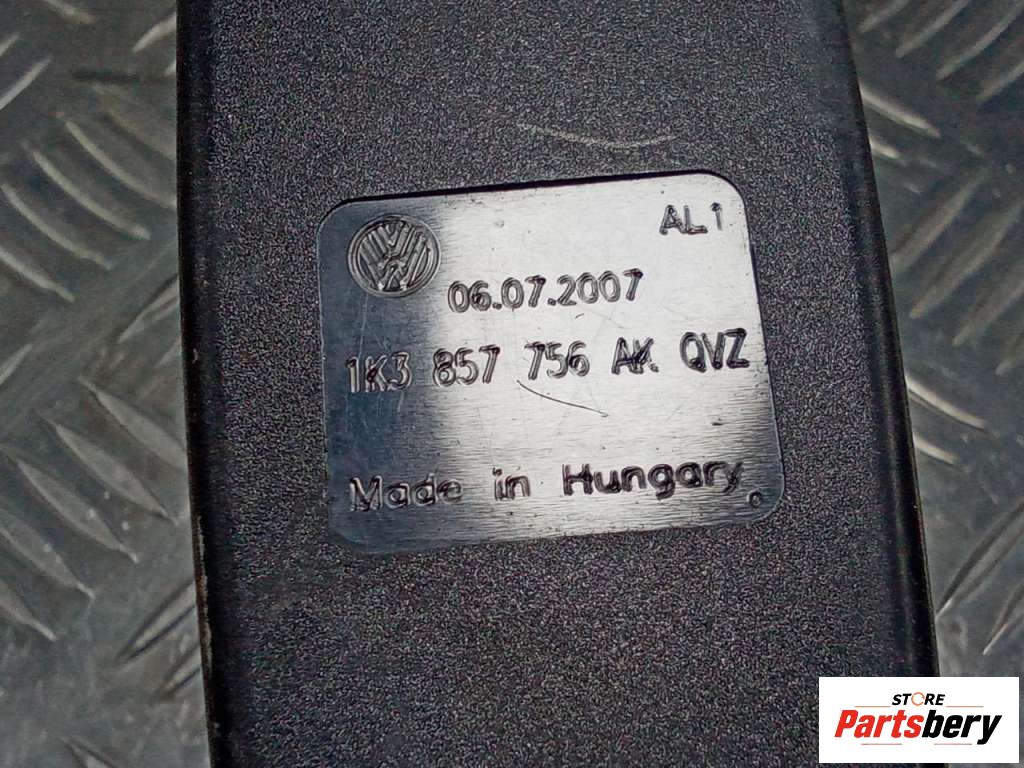 AL1
06.07.2007
1K3 857 756 AK QVZ
Made in Hungary
STORE
Partsbery